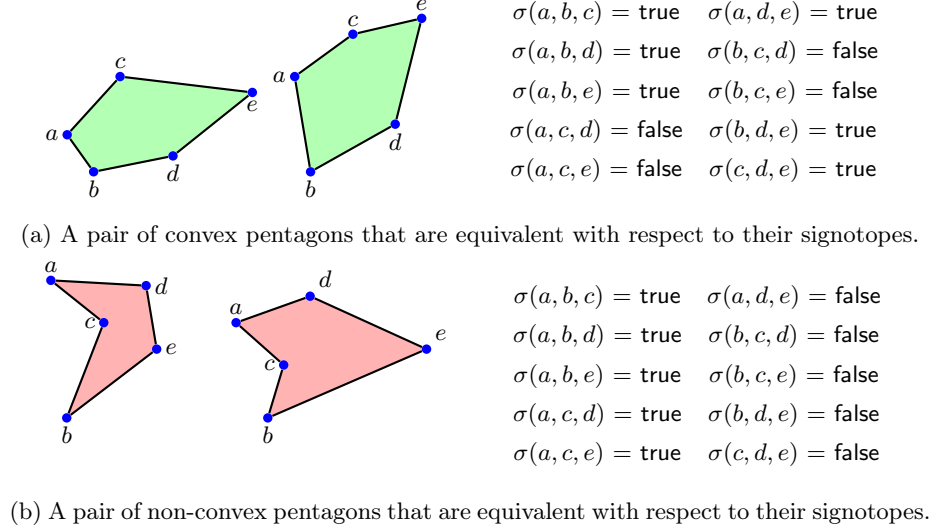 c
a
b
d
e
e
c
a
d
b
σ(a, b, c) = true σ(a, d, e) = true
σ(a, b, d) = true σ(b, c, d) = false
σ(a, b, e) = true σ(b, c, e) = false
σ(a, c, d) = false σ(b, d, e) = true
σ(a, c, e) = false σ(c, d, e) = true
(a) A pair of convex pentagons that are equivalent with respect to their signotopes.
a
d
c
e
b
d
a
e
c
b
σ(a, b, c) = true σ(a, d, e) = false
σ(a, b, d) = true σ(b, c, d) = false
σ(a, b, e) = true σ(b, c, e) = false
σ(a, c, d) = true σ(b, d, e) = false
σ(a, c, e) = true σ(c, d, e) = false
(b) A pair of non-convex pentagons that are equivalent with respect to their signotopes.